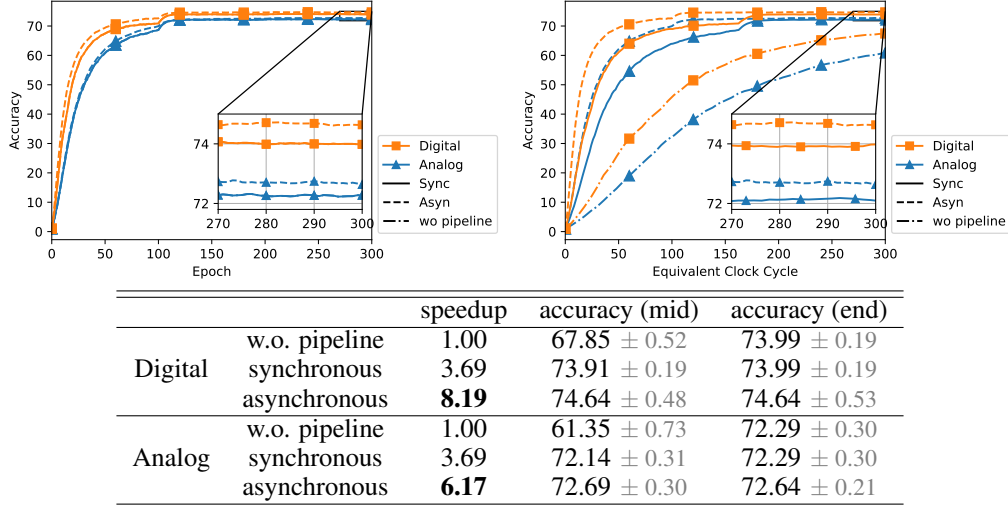 70
60
50
40
30
20
10
0
Accuracy
74
72
270 280 290 300
0 50 100 150 200 250 300
Epoch
Digital
Analog
Sync
Asyn
wo pipeline
70
60
50
40
30
20
10
0
Accuracy
74
72
270 280 290 300
0 50 100 150 200 250 300
Equivalent Clock Cycle
Digital
Analog
Sync
Asyn
wo pipeline
speedup accuracy (mid) accuracy (end)
Digital w.o. pipeline 1.00 67.85 ± 0.52 73.99 ± 0.19
synchronous 3.69 73.91 ± 0.19 73.99 ± 0.19
asynchronous 8.19 74.64 ± 0.48 74.64 ± 0.53
Analog w.o. pipeline 1.00 61.35 ± 0.73 72.29 ± 0.30
synchronous 3.69 72.14 ± 0.31 72.29 ± 0.30
asynchronous 6.17 72.69 ± 0.30 72.64 ± 0.21